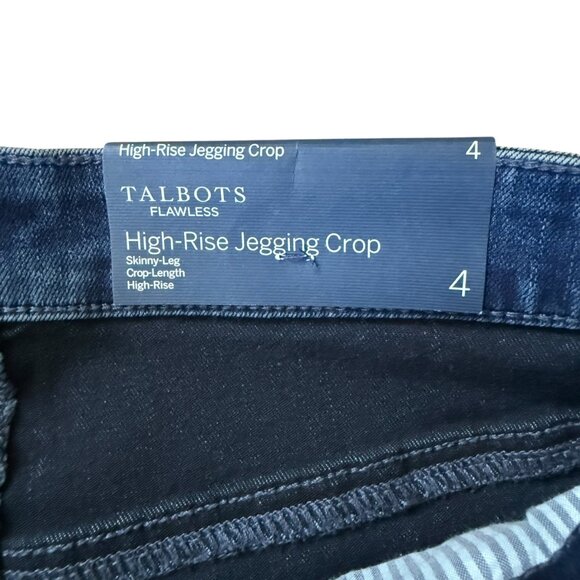 High-Rise Jegging Crop 4
TALBOTS
FLAWLESS
High-Rise Jegging Crop
Skinny-Leg
Crop-Length
High-Rise
4